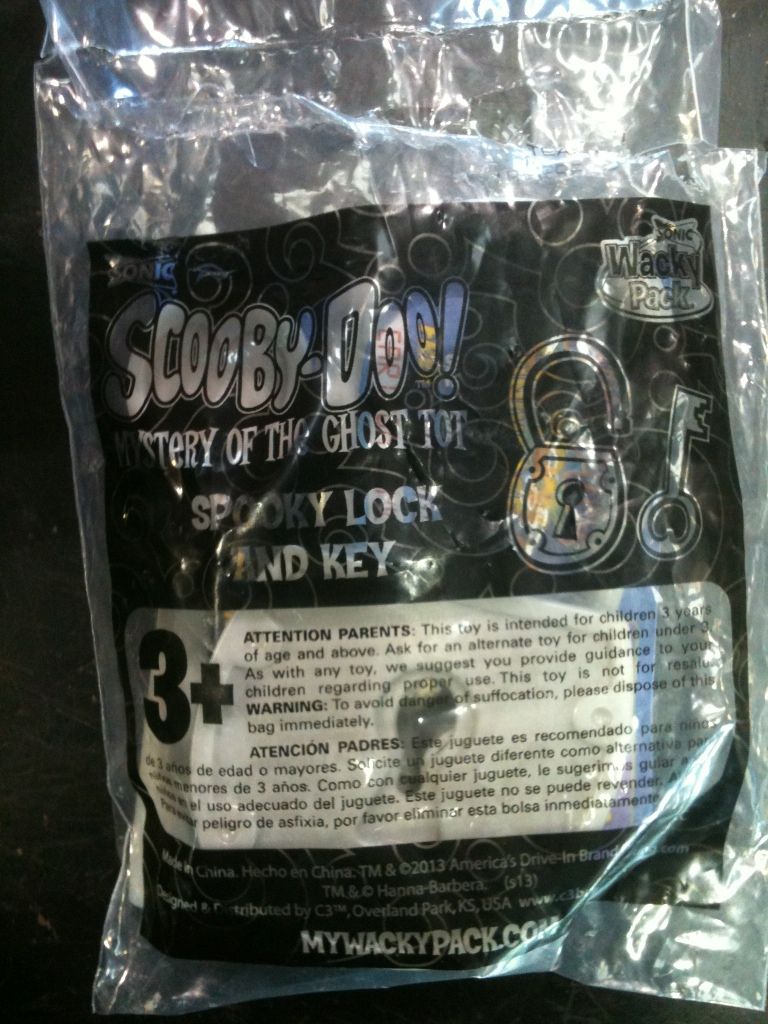 SONIC
SONIC
Wacky
Pack
SCOOBY-DOO!
MYSTERY OF THE GHOST TOT
SPOOKY LOCK
AND KEY
3+
ATTENTION PARENTS: This toy is intended for children 3 years
of age and above. Ask for an alternate toy for children under 3.
As with any toy, we suggest you provide guidance to your
children regarding proper use. This toy is not for resale.
WARNING: To avoid danger of suffocation, please dispose of this
bag immediately.
ATENCIÓN PADRES: Este juguete es recomendado para niños
de 3 años de edad o mayores. Solicite un juguete diferente como alternativa para
menores de 3 años. Como con cualquier juguete, le sugerimos guiar a
en el uso adecuado del juguete. Este juguete no se puede revender.
Para evitar peligro de asfixia, por favor eliminar esta bolsa inmediatamente
Made in China. Hecho en China. TM & ©2013 America's Drive-In Brand
TM & © Hanna-Barbera. (s13)
Designed & Distributed by C3™, Overland Park, KS, USA
MYWACKYPACK.COM